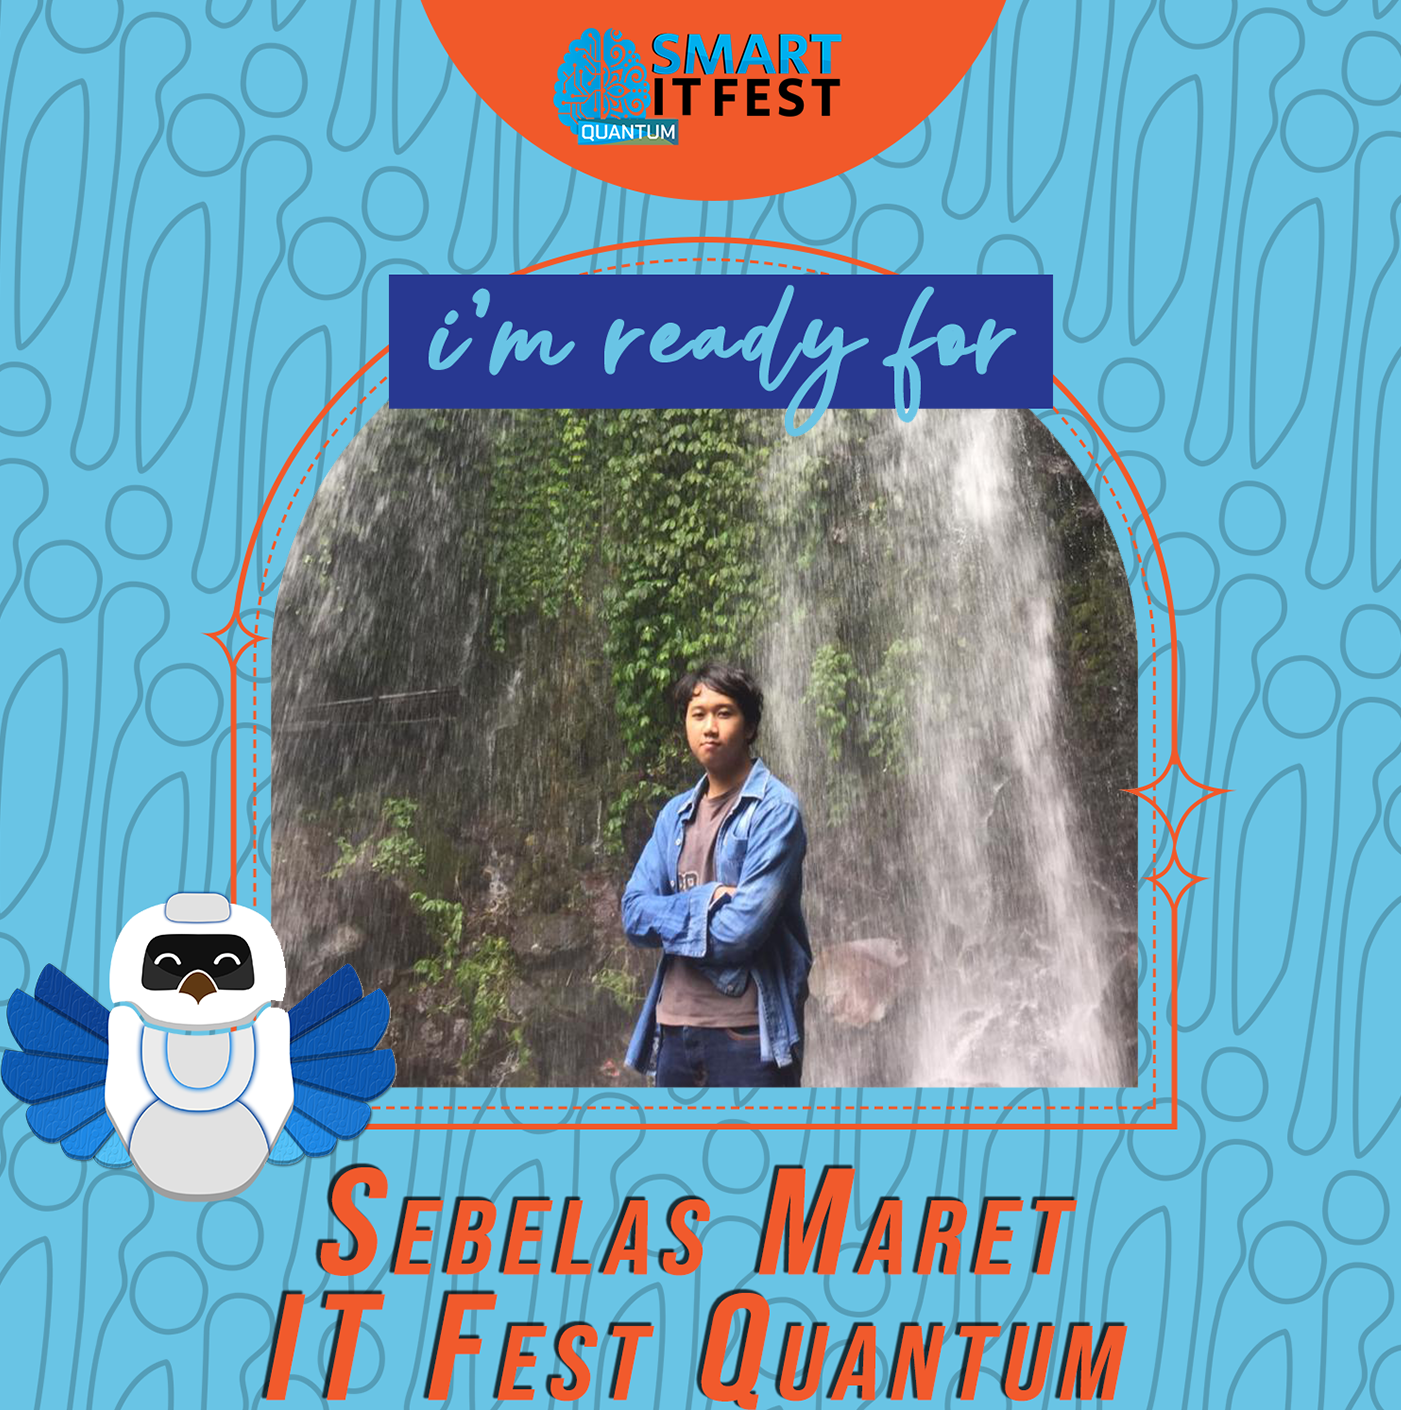 SMART
IT FEST
QUANTUM
i'm ready for
SEBELAS MARET
IT FEST QUANTUM